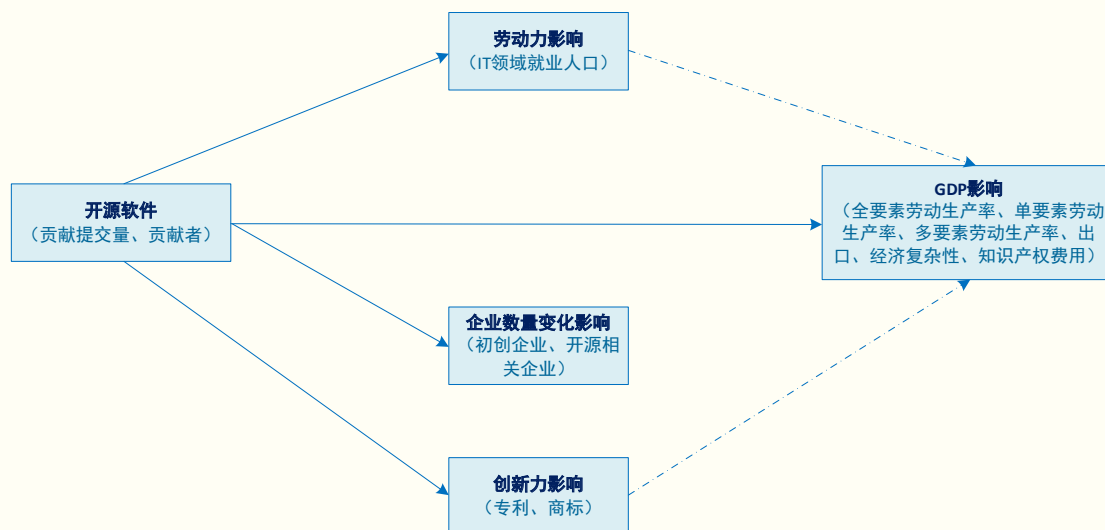 劳动力影响
（IT领域就业人口）
开源软件
（贡献提交量、贡献者）
GDP影响
（全要素劳动生产率、单要素劳动
生产率、多要素劳动生产率、出
口、经济复杂性、知识产权费用）
企业数量变化影响
（初创企业、开源相
关企业）
创新力影响
（专利、商标）